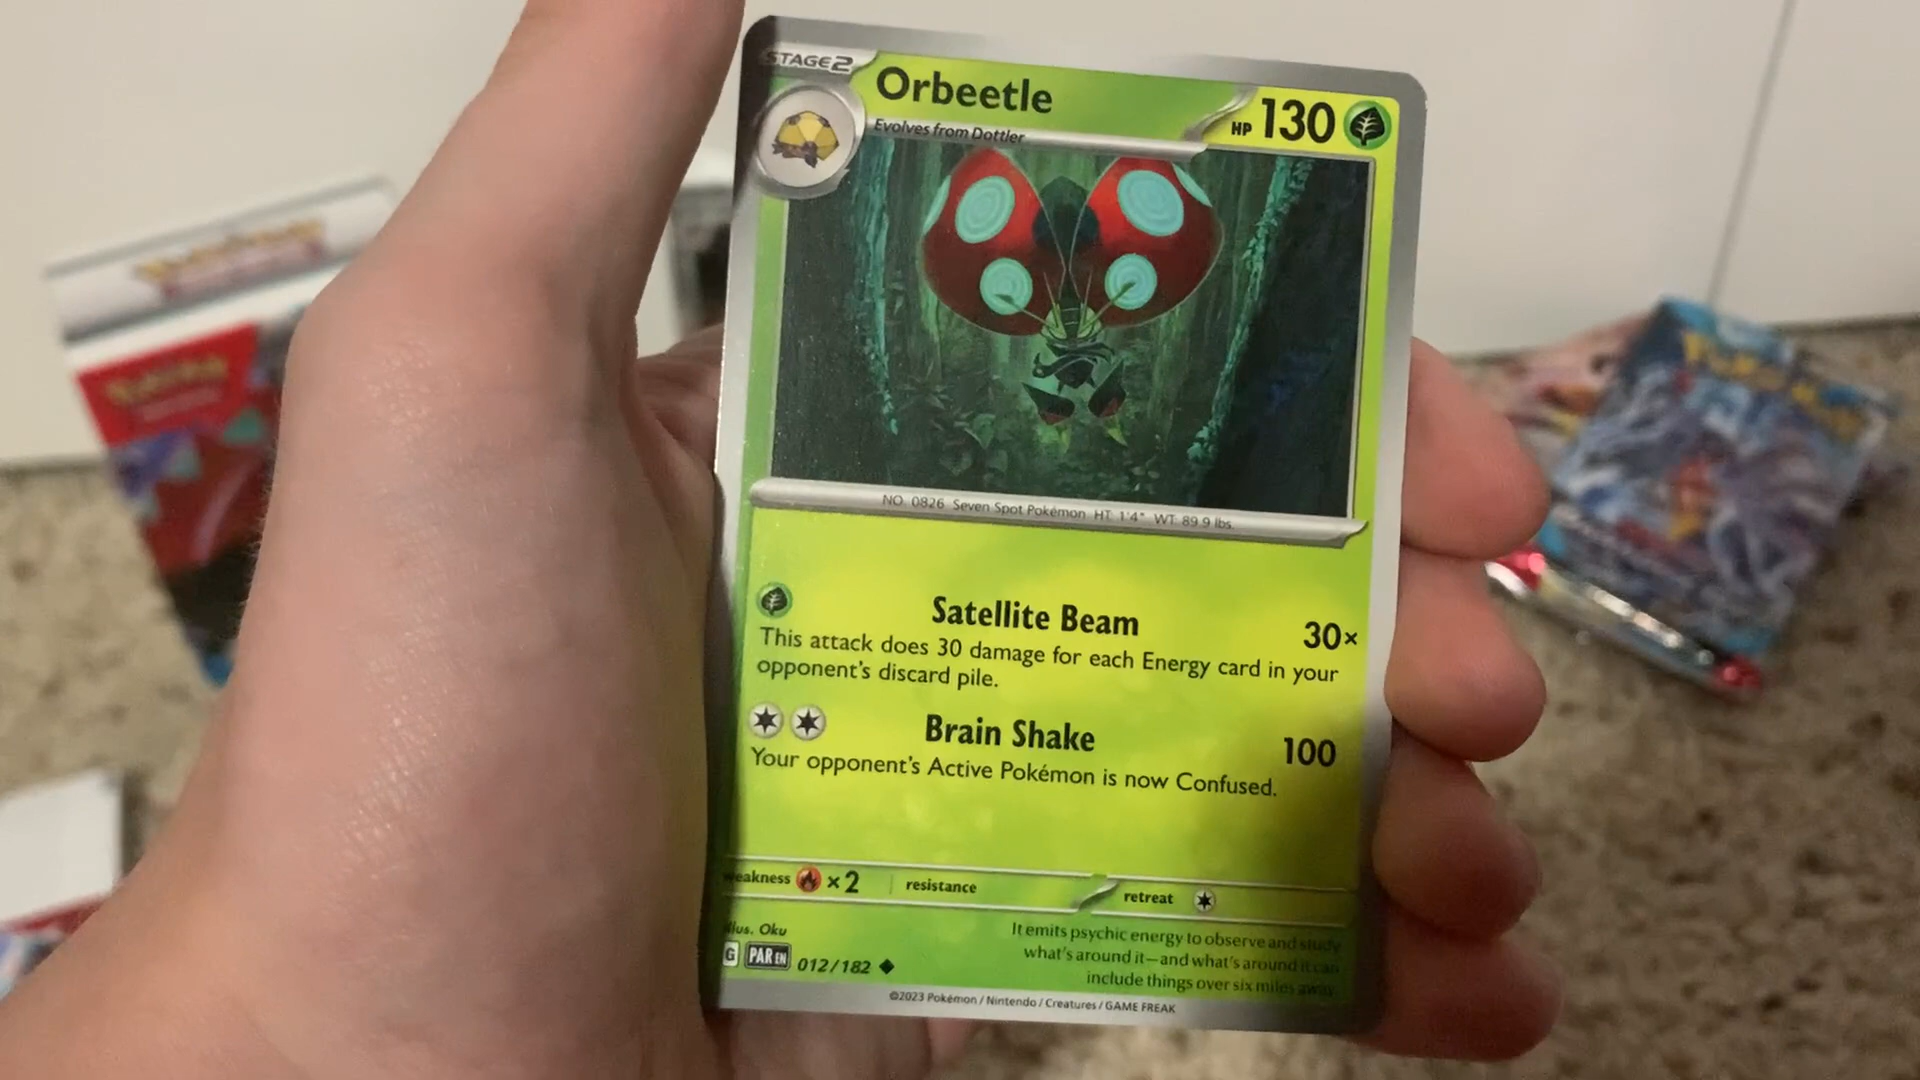 STAGE2
Orbeetle
HP 130
Evolves from Dottler
NO. 0826 Seven Spot Pokémon HT: 1'4" WT: 89.9 lbs.
Satellite Beam 30×
This attack does 30 damage for each Energy card in your
opponent's discard pile.
Brain Shake 100
Your opponent's Active Pokémon is now Confused.
weakness ×2 resistance retreat
Illus. Oku
G PAR EN 012/182
It emits psychic energy to observe and study
what's around it—and what's around it can
include things over six miles away.
©2023 Pokémon / Nintendo / Creatures / GAME FREAK
Pokémon
Pokémon